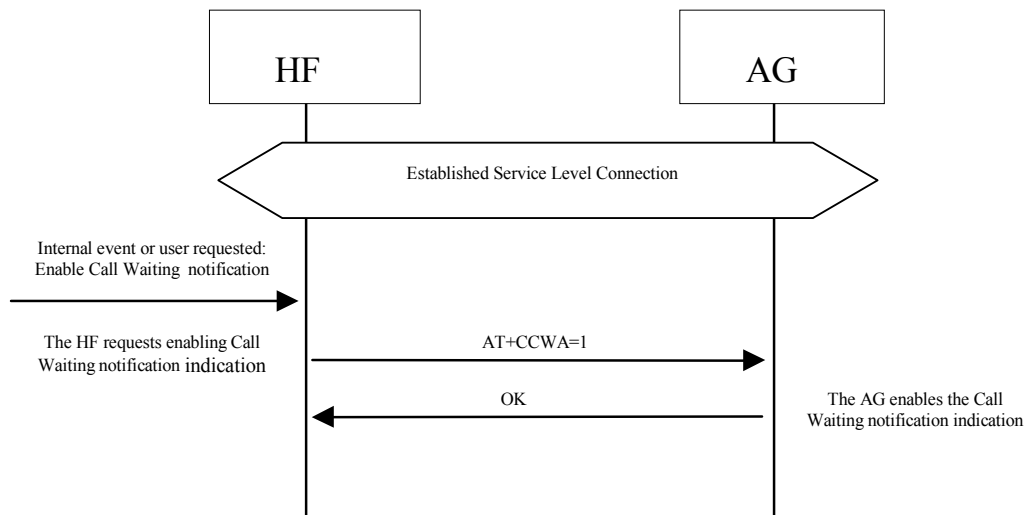 HF
AG
Established Service Level Connection
Internal event or user requested:
Enable Call Waiting notification
The HF requests enabling Call
Waiting notification indication
AT+CCWA=1
OK
The AG enables the Call
Waiting notification indication